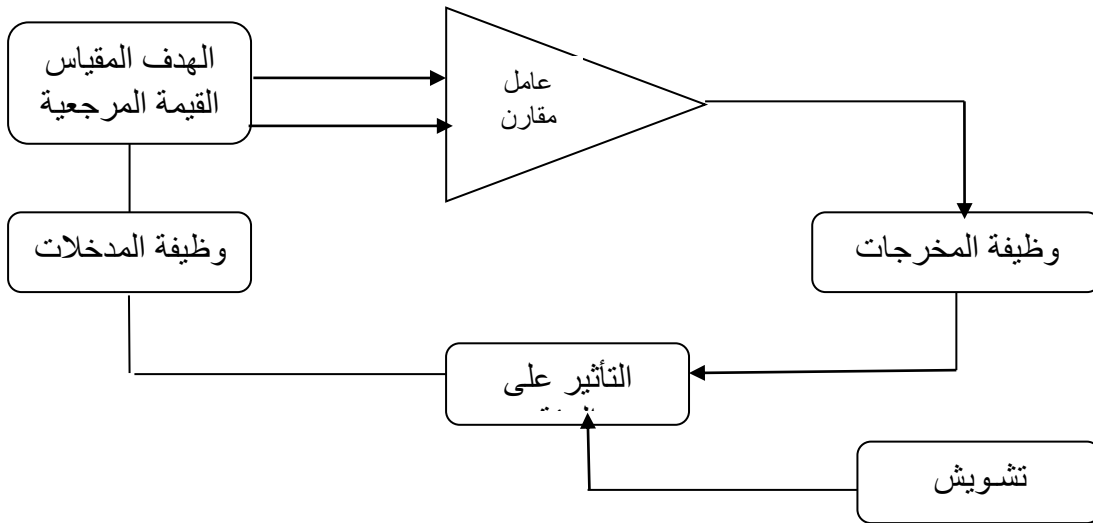 الهدف المقياس
القيمة المرجعية
عامل
مقارن
وظيفة المدخلات
وظيفة المخرجات
التأثير على
تشويش